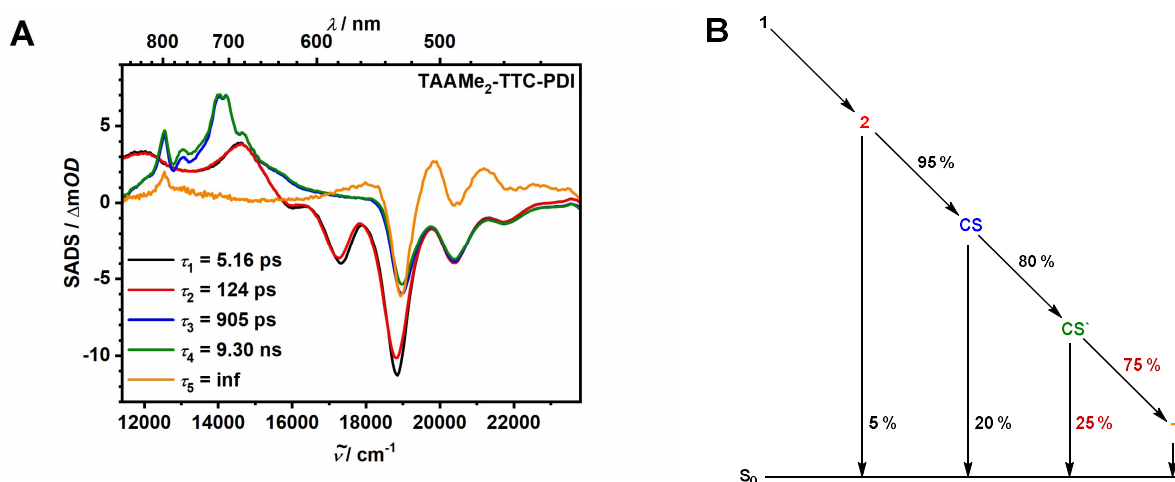 A
λ / nm
800 700 600 500
TAAMe₂-TTC-PDI
SADS / ΔmOD
5
0
-5
-10
τ₁ = 5.16 ps
τ₂ = 124 ps
τ₃ = 905 ps
τ₄ = 9.30 ns
τ₅ = inf
12000 14000 16000 18000 20000 22000
ν̃ / cm⁻¹
B
1
2
95 %
CS
80 %
CS`
75 %
5 %
20 %
25 %
S₀